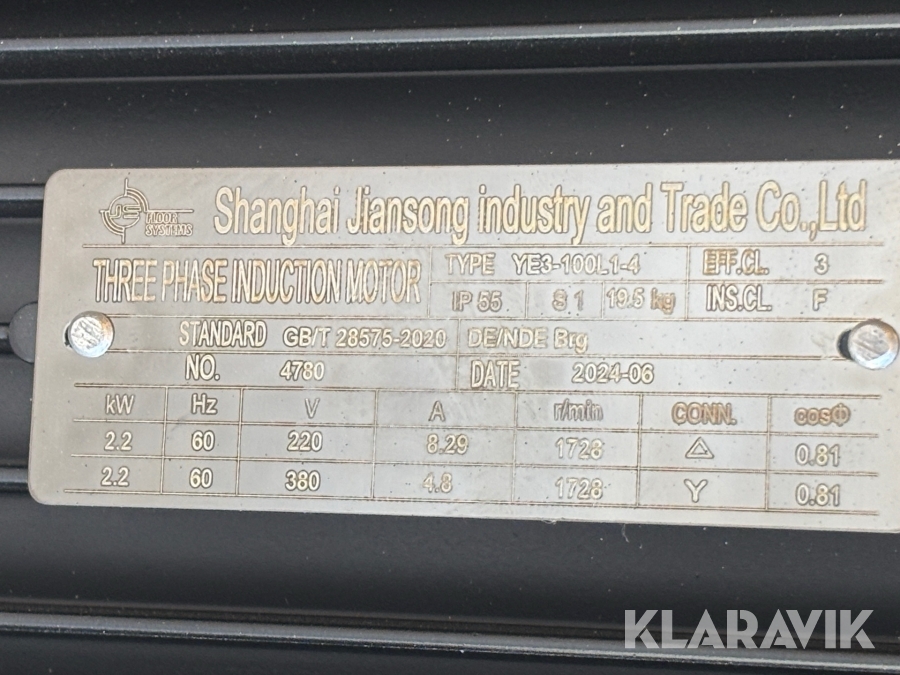 JS FLOOR SYSTEMS
Shanghai Jiansong industry and Trade Co.,Ltd
THREE PHASE INDUCTION MOTOR
TYPE YE3-100L1-4 EFF.CL. 3
IP 55 S1 19.5 kg INS.CL. F
STANDARD GB/T 28575-2020 DE/NDE Brg
NO. 4780 DATE 2024-06
kW Hz V A r/min CONN. cosΦ
2.2 60 220 8.29 1728 △ 0.81
2.2 60 380 4.8 1728 Y 0.81
KLARAVIK